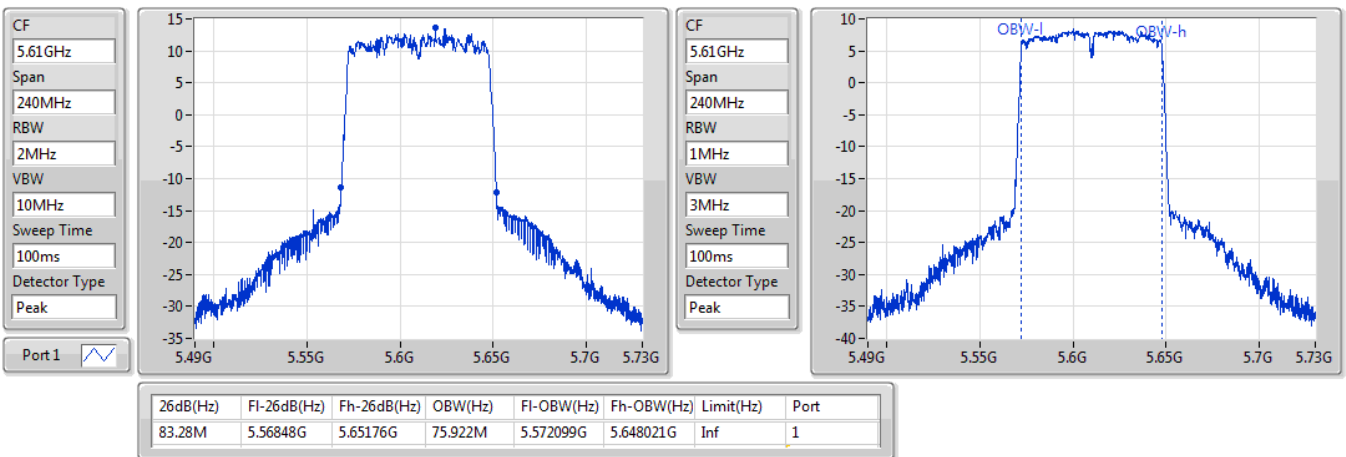 CF
5.61GHz
Span
240MHz
RBW
2MHz
VBW
10MHz
Sweep Time
100ms
Detector Type
Peak
Port 1
15
10
5
0
-5
-10
-15
-20
-25
-30
-35
5.49G 5.55G 5.6G 5.65G 5.7G 5.73G
CF
5.61GHz
Span
240MHz
RBW
1MHz
VBW
3MHz
Sweep Time
100ms
Detector Type
Peak
10
5
0
-5
-10
-15
-20
-25
-30
-35
-40
OBW-l OBW-h
5.49G 5.55G 5.6G 5.65G 5.7G 5.73G
26dB(Hz) Fl-26dB(Hz) Fh-26dB(Hz) OBW(Hz) Fl-OBW(Hz) Fh-OBW(Hz) Limit(Hz) Port
83.28M 5.56848G 5.65176G 75.922M 5.572099G 5.648021G Inf 1